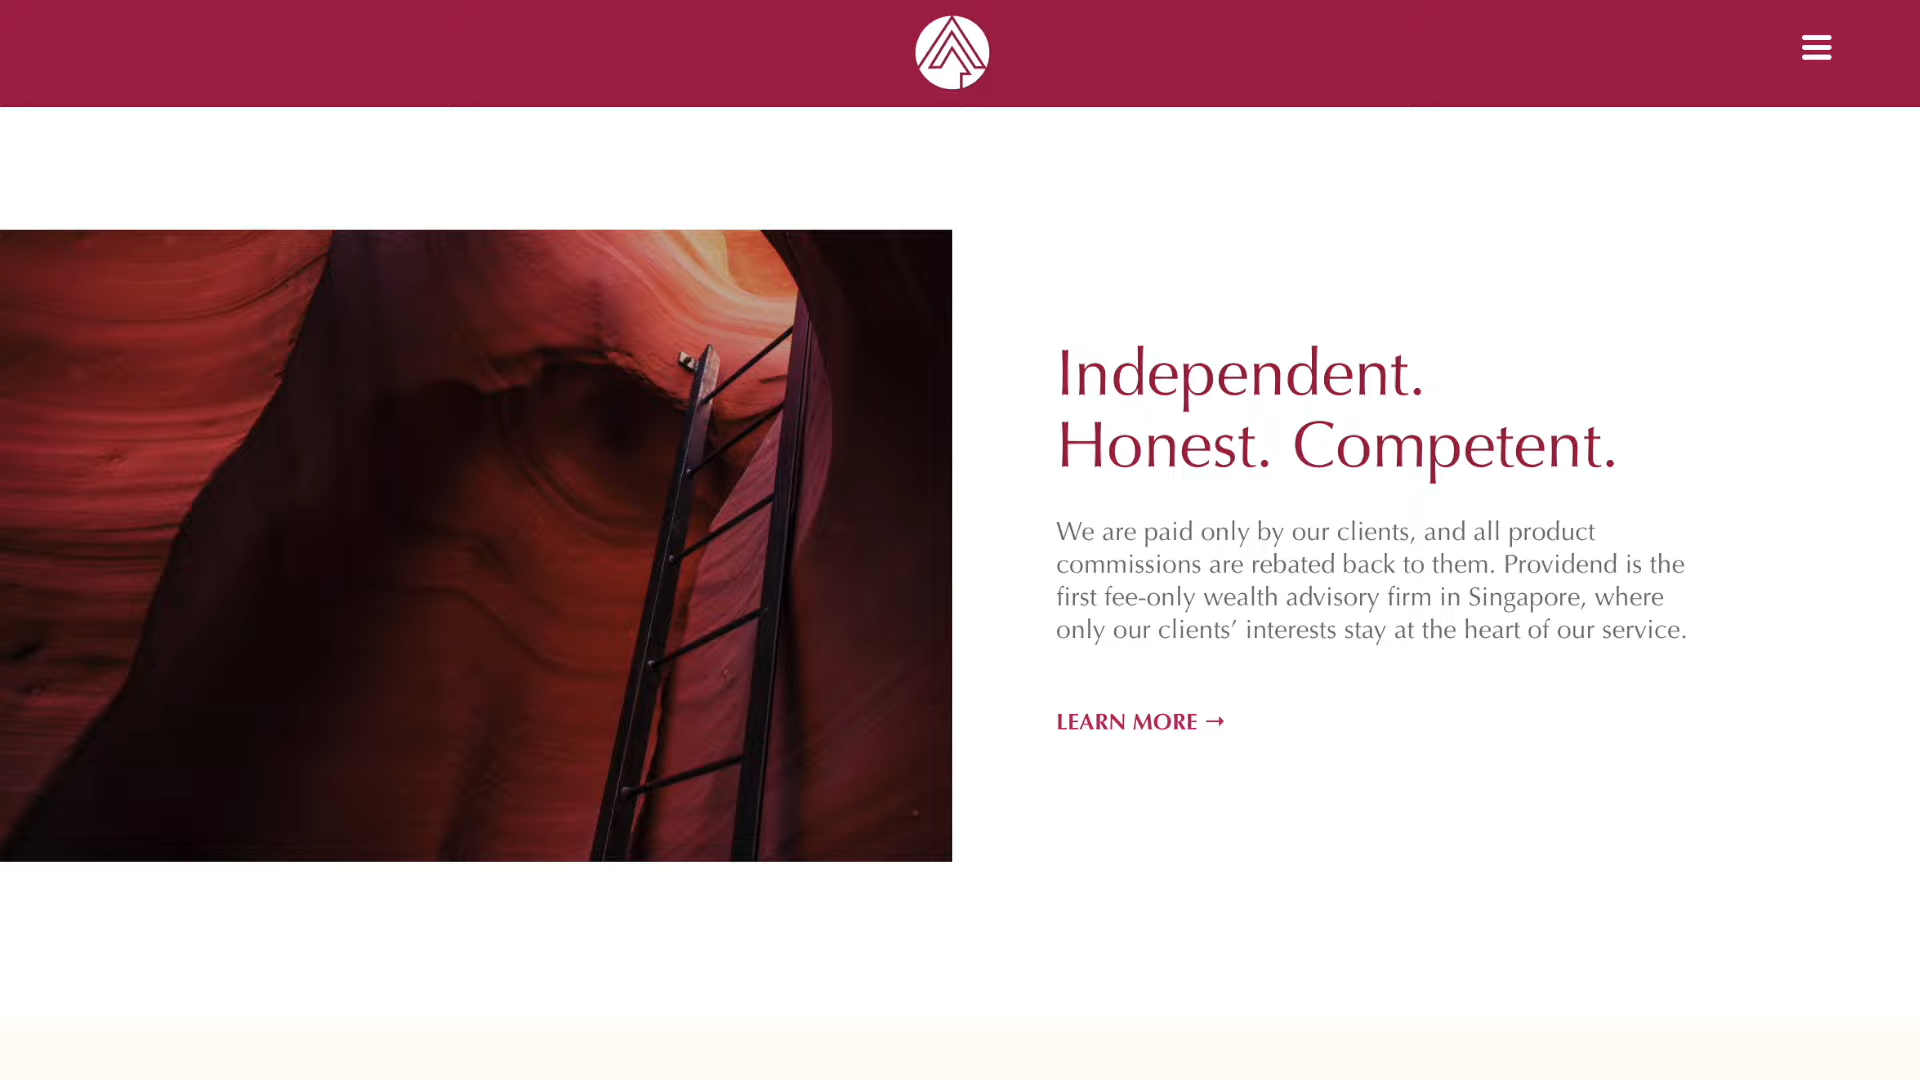 Independent.
Honest. Competent.
We are paid only by our clients, and all product
commissions are rebated back to them. Providend is the
first fee-only wealth advisory firm in Singapore, where
only our clients’ interests stay at the heart of our service.
LEARN MORE →